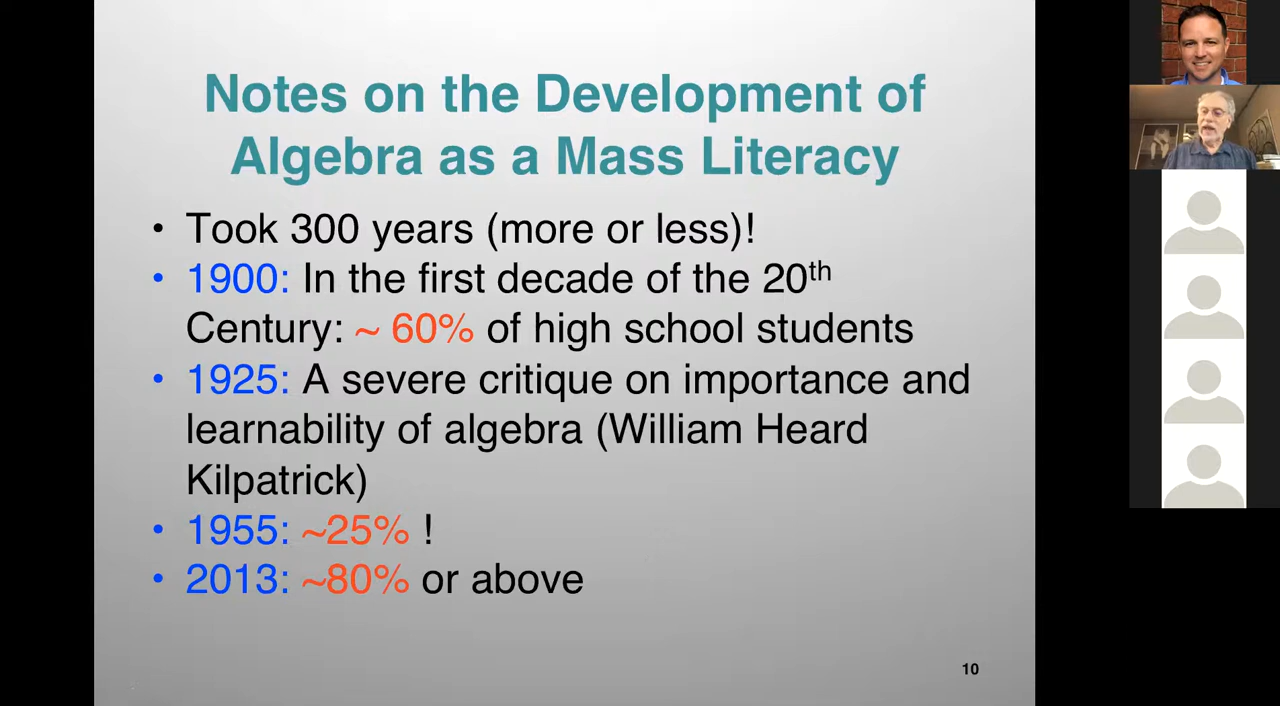 Notes on the Development of
Algebra as a Mass Literacy
• Took 300 years (more or less)!
• 1900: In the first decade of the 20th
Century: ~ 60% of high school students
• 1925: A severe critique on importance and
learnability of algebra (William Heard
Kilpatrick)
• 1955: ~25% !
• 2013: ~80% or above
10